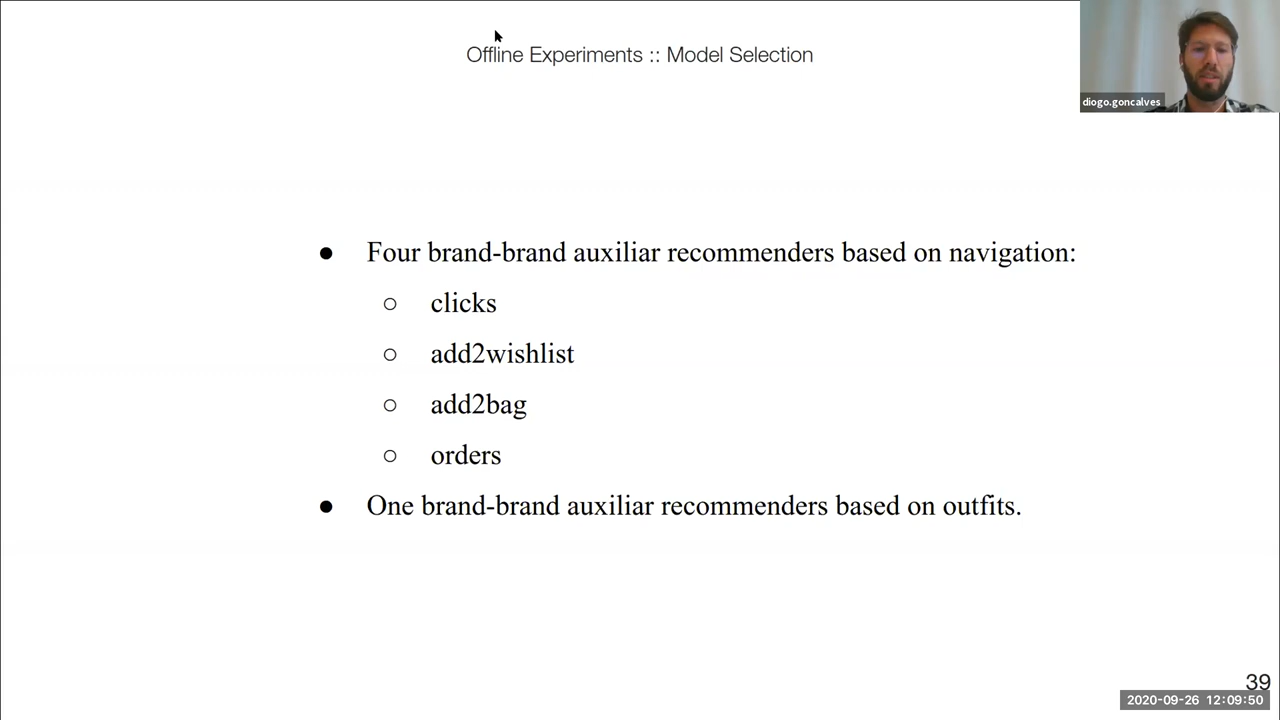 Offline Experiments :: Model Selection
diogo.goncalves
● Four brand-brand auxiliar recommenders based on navigation:
○ clicks
○ add2wishlist
○ add2bag
○ orders
● One brand-brand auxiliar recommenders based on outfits.
39
2020-09-26 12:09:50